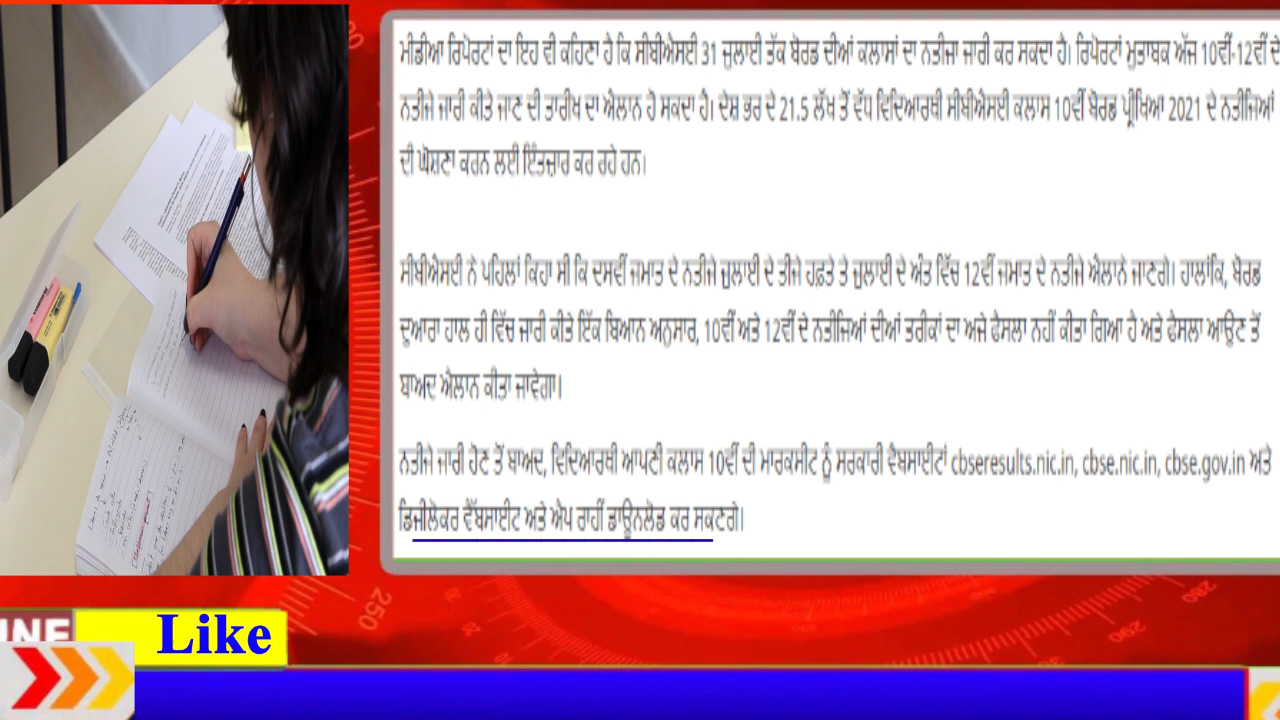 ਮੀਡੀਆ ਰਿਪੋਰਟਾਂ ਦਾ ਇਹ ਵੀ ਕਹਿਣਾ ਹੈ ਕਿ ਸੀਬੀਐਸਈ 31 ਜੁਲਾਈ ਤੱਕ ਬੋਰਡ ਦੀਆਂ ਕਲਾਸਾਂ ਦਾ ਨਤੀਜਾ ਜਾਰੀ ਕਰ ਸਕਦਾ ਹੈ। ਰਿਪੋਰਟਾਂ ਮੁਤਾਬਕ ਅੱਜ 10ਵੀਂ-12ਵੀਂ ਦੇ
ਨਤੀਜੇ ਜਾਰੀ ਕੀਤੇ ਜਾਣ ਦੀ ਤਾਰੀਖ ਦਾ ਐਲਾਨ ਹੋ ਸਕਦਾ ਹੈ। ਦੇਸ਼ ਭਰ ਦੇ 21.5 ਲੱਖ ਤੋਂ ਵੱਧ ਵਿਦਿਆਰਥੀ ਸੀਬੀਐਸਈ ਕਲਾਸ 10ਵੀਂ ਬੋਰਡ ਪ੍ਰੀਖਿਆ 2021 ਦੇ ਨਤੀਜਿਆਂ
ਦੀ ਘੋਸ਼ਣਾ ਕਰਨ ਲਈ ਇੰਤਜ਼ਾਰ ਕਰ ਰਹੇ ਹਨ।
ਸੀਬੀਐਸਈ ਨੇ ਪਹਿਲਾਂ ਕਿਹਾ ਸੀ ਕਿ ਦਸਵੀਂ ਜਮਾਤ ਦੇ ਨਤੀਜੇ ਜੁਲਾਈ ਦੇ ਤੀਜੇ ਹਫ਼ਤੇ ਤੇ ਜੁਲਾਈ ਦੇ ਅੰਤ ਵਿੱਚ 12ਵੀਂ ਜਮਾਤ ਦੇ ਨਤੀਜੇ ਐਲਾਨੇ ਜਾਣਗੇ। ਹਾਲਾਂਕਿ, ਬੋਰਡ
ਦੁਆਰਾ ਹਾਲ ਹੀ ਵਿੱਚ ਜਾਰੀ ਕੀਤੇ ਇੱਕ ਬਿਆਨ ਅਨੁਸਾਰ, 10ਵੀਂ ਅਤੇ 12ਵੀਂ ਦੇ ਨਤੀਜਿਆਂ ਦੀਆਂ ਤਰੀਕਾਂ ਦਾ ਅਜੇ ਫੈਸਲਾ ਨਹੀਂ ਕੀਤਾ ਗਿਆ ਹੈ ਅਤੇ ਫੈਸਲਾ ਆਉਣ ਤੋਂ
ਬਾਅਦ ਐਲਾਨ ਕੀਤਾ ਜਾਵੇਗਾ।
ਨਤੀਜੇ ਜਾਰੀ ਹੋਣ ਤੋਂ ਬਾਅਦ, ਵਿਦਿਆਰਥੀ ਆਪਣੀ ਕਲਾਸ 10ਵੀਂ ਦੀ ਮਾਰਕਸੀਟ ਨੂੰ ਸਰਕਾਰੀ ਵੈਬਸਾਈਟਾਂ cbseresults.nic.in, cbse.nic.in, cbse.gov.in ਅਤੇ
ਡਿਜੀਲੋਕਰ ਵੈੱਬਸਾਈਟ ਅਤੇ ਐਪ ਰਾਹੀਂ ਡਾਊਨਲੋਡ ਕਰ ਸਕਣਗੇ।
Like
250
280
290